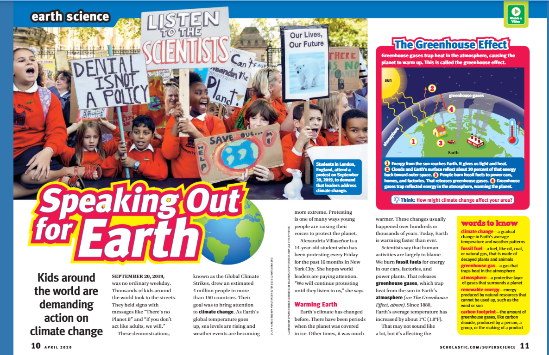 earth science
Watch a Video
LISTEN
TO THE
SCIENTISTS
DENIAL
IS NOT
A POLICY
Our Lives,
Our Future
THERE
Planet
SAVE OUR
Students in London,
England, attend a
protest on September
20, 2019, to demand
that leaders address
climate change.
Speaking Out
for Earth
Kids around
the world are
demanding
action on
climate change
SEPTEMBER 20, 2019,
was no ordinary weekday.
Thousands of kids around
the world took to the streets.
They held signs with
messages like "There is no
Planet B" and "If you don't
act like adults, we will."
These demonstrations,
known as the Global Climate
Strikes, drew an estimated
4 million people in more
than 150 countries. Their
goal was to bring attention
to climate change. As Earth's
global temperature goes
up, sea levels are rising and
weather events are becoming
more extreme. Protesting
is one of many ways young
people are raising their
voices to protect the planet.
Alexandria Villaseñor is a
14-year-old student who has
been protesting every Friday
for the past 15 months in New
York City. She hopes world
leaders are paying attention.
"We will continue protesting
until they listen to us," she says.
Warming Earth
Earth's climate has changed
before. There have been periods
when the planet was covered
in ice. Other times, it was much
warmer. These changes usually
happened over hundreds or
thousands of years. Today, Earth
is warming faster than ever.
Scientists say that human
activities are largely to blame.
We burn fossil fuels for energy
in our cars, factories, and
power plants. That releases
greenhouse gases, which trap
heat from the sun in Earth's
atmosphere (see The Greenhouse
Effect, above). Since 1880,
Earth's average temperature has
increased by about 1°C (1.8°F).
That may not sound like
a lot, but it's affecting the
The Greenhouse Effect
Greenhouse gases trap heat in the atmosphere, causing the
planet to warm up. This is called the greenhouse effect.
sun
greenhouse gases
atmosphere
Earth
1
2
3
4
1 Energy from the sun reaches Earth. It gives us light and heat.
2 Clouds and Earth's surface reflect about 30 percent of that energy
back toward outer space. 3 People burn fossil fuels to power cars,
homes, and factories. That releases greenhouse gases. 4 Greenhouse
gases trap reflected energy in the atmosphere, warming the planet.
Think: How might climate change affect your area?
words to know
climate change—a gradual
change in Earth's average
temperature and weather patterns
fossil fuel—a fuel, like oil, coal,
or natural gas, that is made of
decayed plants and animals
greenhouse gas—a gas that
traps heat in the atmosphere
atmosphere—a protective layer
of gases that surrounds a planet
renewable energy—energy
produced by natural resources that
cannot be used up, such as the
wind or sun
carbon footprint—the amount of
greenhouse gases, like carbon
dioxide, produced by a person, a
group, or the making of a product
10 APRIL 2020
SCHOLASTIC.COM/SUPERSCIENCE 11